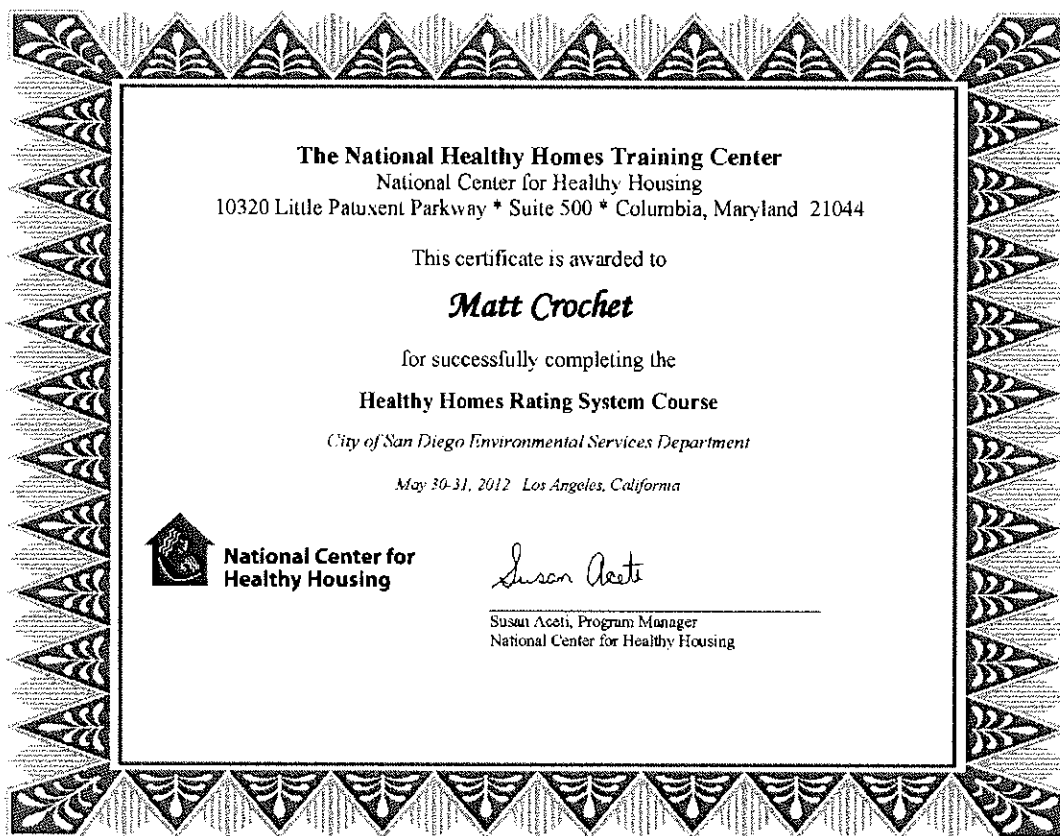 The National Healthy Homes Training Center
National Center for Healthy Housing
10320 Little Patuxent Parkway * Suite 500 * Columbia, Maryland 21044
This certificate is awarded to
Matt Crochet
for successfully completing the
Healthy Homes Rating System Course
City of San Diego Environmental Services Department
May 30-31, 2012 Los Angeles, California
National Center for
Healthy Housing
Susan Aceti
Susan Aceti, Program Manager
National Center for Healthy Housing